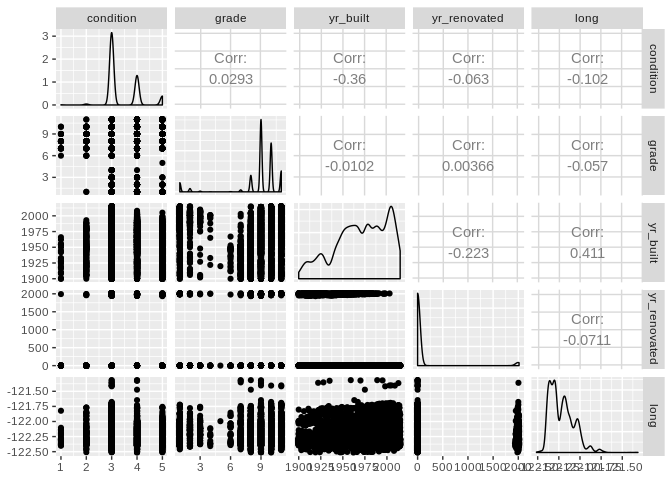 condition grade yr_built yr_renovated long
3
2
1
0
Corr:
0.0293
Corr:
-0.36
Corr:
-0.063
Corr:
-0.102
condition
9
6
3
Corr:
-0.0102
Corr:
0.00366
Corr:
-0.057
grade
2000
1975
1950
1925
1900
Corr:
-0.223
Corr:
0.411
yr_built
2000
1500
1000
500
0
Corr:
-0.0711
yr_renovated
-121.50
-121.75
-122.00
-122.25
-122.50
long
1 2 3 4 5 3 6 9 1900 1925 1950 1975 2000 0 500 1000 1500 2000